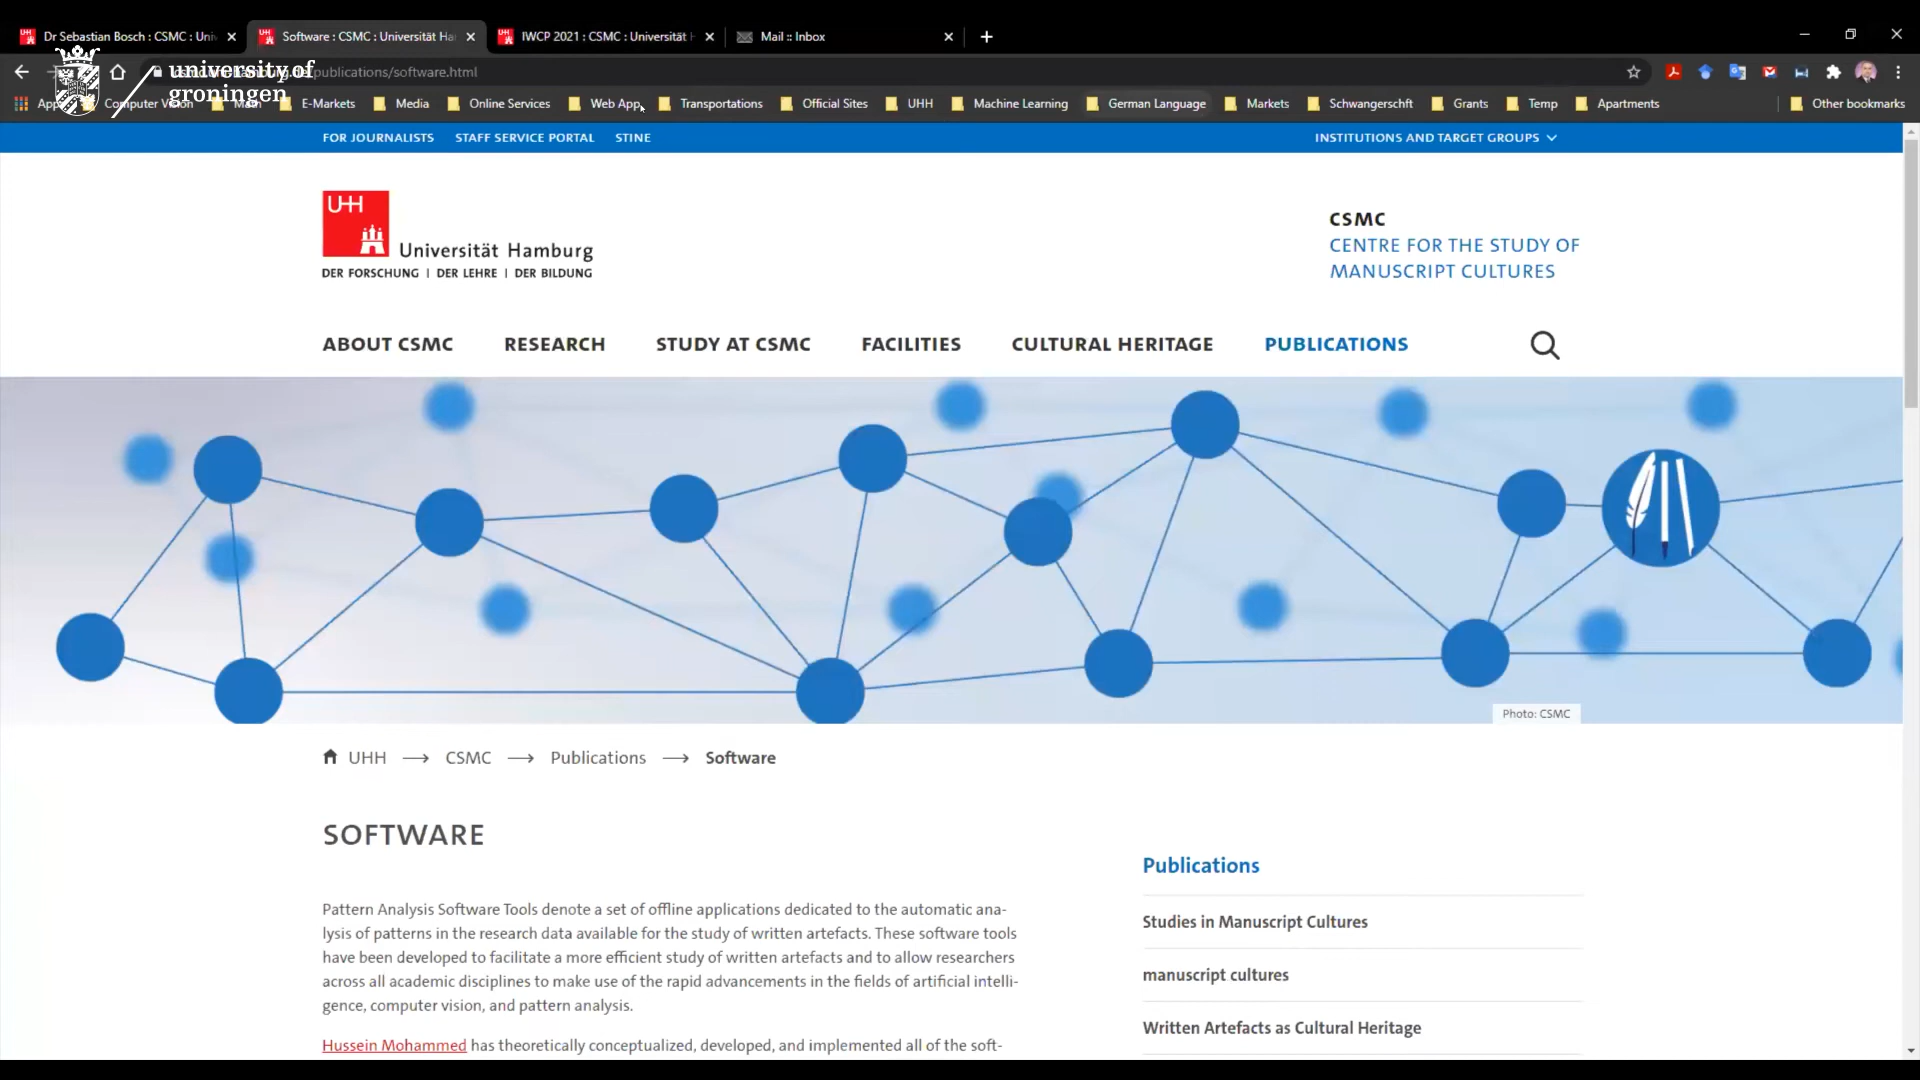 Dr Sebastian Bosch : CSMC : Uni
Software : CSMC : Universität Ha
IWCP 2021 : CSMC : Universität H
Mail :: Inbox
university of
groningen
publications/software.html
Computer Vision
Math
E-Markets
Media
Online Services
Web App
Transportations
Official Sites
UHH
Machine Learning
German Language
Markets
Schwangerschft
Grants
Temp
Apartments
Other bookmarks
FOR JOURNALISTS
STAFF SERVICE PORTAL
STINE
INSTITUTIONS AND TARGET GROUPS
UHH
Universität Hamburg
DER FORSCHUNG | DER LEHRE | DER BILDUNG
CSMC
CENTRE FOR THE STUDY OF
MANUSCRIPT CULTURES
ABOUT CSMC
RESEARCH
STUDY AT CSMC
FACILITIES
CULTURAL HERITAGE
PUBLICATIONS
Photo: CSMC
UHH → CSMC → Publications → Software
SOFTWARE
Pattern Analysis Software Tools denote a set of offline applications dedicated to the automatic ana-
lysis of patterns in the research data available for the study of written artefacts. These software tools
have been developed to facilitate a more efficient study of written artefacts and to allow researchers
across all academic disciplines to make use of the rapid advancements in the fields of artificial intelli-
gence, computer vision, and pattern analysis.
Hussein Mohammed has theoretically conceptualized, developed, and implemented all of the soft-
Publications
Studies in Manuscript Cultures
manuscript cultures
Written Artefacts as Cultural Heritage